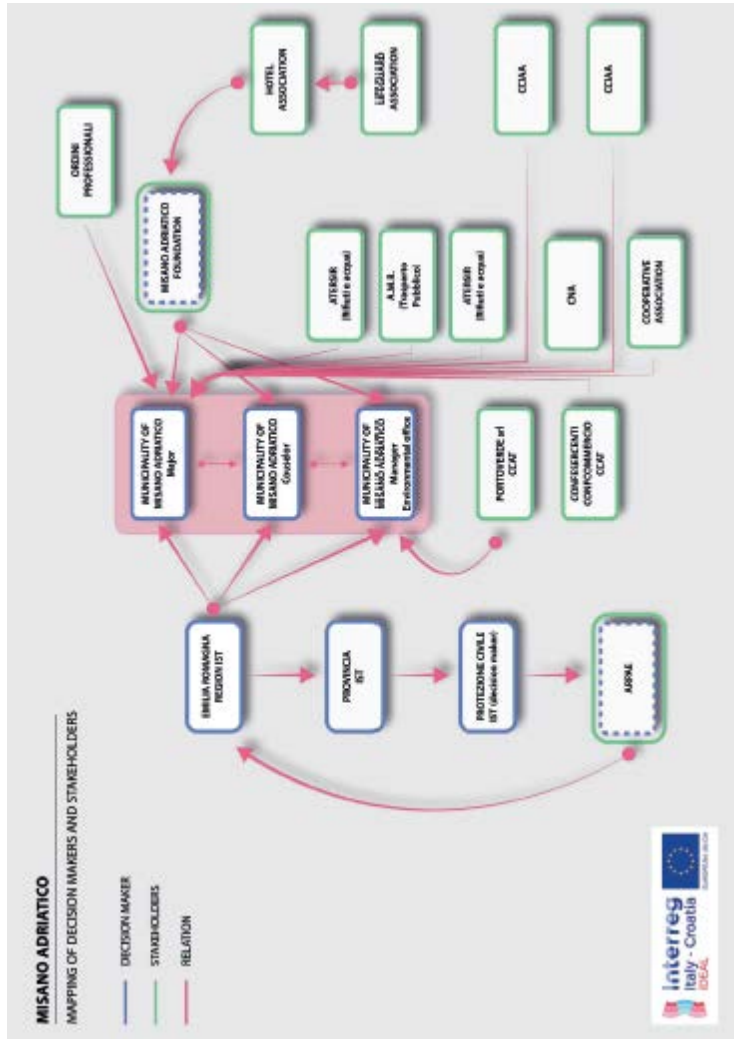 MISANO ADRIATICO
MAPPING OF DECISION MAKERS AND STAKEHOLDERS
DECISION MAKER
STAKEHOLDERS
RELATION
EMILIA ROMAGNA
REGION IST
PROVINCIA
IST
PROTEZIONE CIVILE
IST (decision maker)
ARPAE
MUNICIPALITY OF
MISANO ADRIATICO
Major
MUNICIPALITY OF
MISANO ADRIATICO
Couselor
MUNICIPALITY OF
MISANO ADRIATICO
Manager
Environmental office
PORTOVERDE srl
CCAT
CONFESERCENTI
CONFCOMMERCIO
CCAT
ORDINI
PROFESSIONALI
MISANO ADRIATICO
FOUNDATION
HOTEL
ASSOCIATION
LIFEGUARD
ASSOCIATION
ATERSIR
(Rifiuti e acqua)
A.M.R.
(Trasporto
Pubblico)
ATERSIR
(Rifiuti e acqua)
CCIAA
CNA
CCIAA
COOPERATIVE
ASSOCIATION
Interreg
Italy - Croatia
IDEAL
EUROPEAN UNION